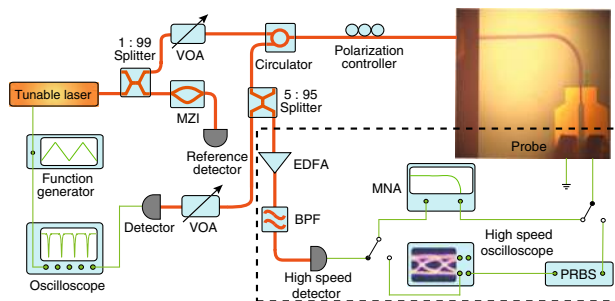 1 : 99
Splitter
VOA
Circulator
Polarization
controller
Tunable laser
MZI
5 : 95
Splitter
Reference
detector
Probe
Function
generator
EDFA
MNA
BPF
Detector
VOA
High speed
detector
High speed
oscilloscope
PRBS
Oscilloscope